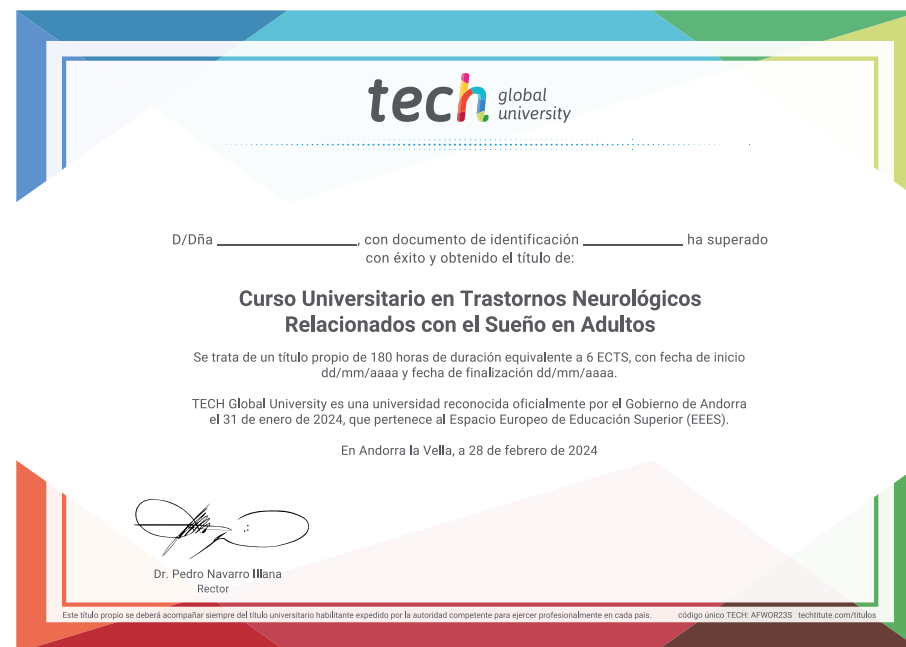 tech global university
D/Dña ____________________, con documento de identificación ______________ ha superado
con éxito y obtenido el título de:
Curso Universitario en Trastornos Neurológicos
Relacionados con el Sueño en Adultos
Se trata de un título propio de 180 horas de duración equivalente a 6 ECTS, con fecha de inicio
dd/mm/aaaa y fecha de finalización dd/mm/aaaa.
TECH Global University es una universidad reconocida oficialmente por el Gobierno de Andorra
el 31 de enero de 2024, que pertenece al Espacio Europeo de Educación Superior (EEES).
En Andorra la Vella, a 28 de febrero de 2024
Dr. Pedro Navarro Illana
Rector
Este título propio se deberá acompañar siempre del título universitario habilitante expedido por la autoridad competente para ejercer profesionalmente en cada país. código único TECH: AFWOR23S techtitute.com/titulos